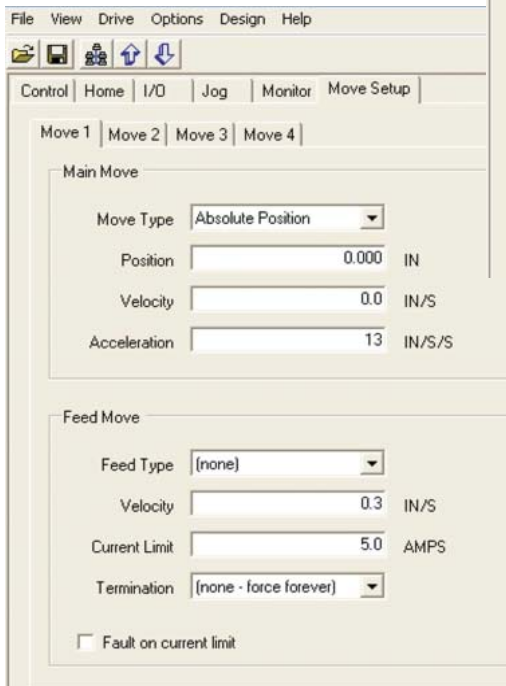 File View Drive Options Design Help
Control Home I/O Jog Monitor Move Setup
Move 1 Move 2 Move 3 Move 4
Main Move
Move Type Absolute Position
Position 0.000 IN
Velocity 0.0 IN/S
Acceleration 13 IN/S/S
Feed Move
Feed Type (none)
Velocity 0.3 IN/S
Current Limit 5.0 AMPS
Termination (none - force forever)
Fault on current limit